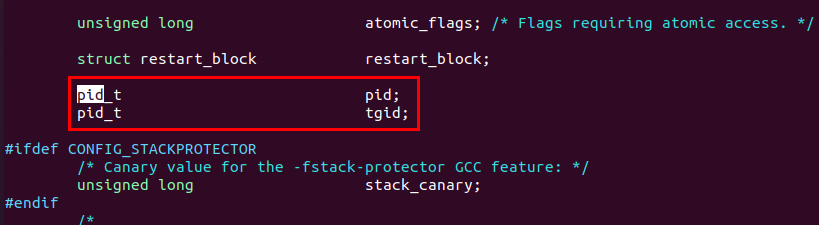 unsigned long atomic_flags; /* Flags requiring atomic access. */
struct restart_block restart_block;
pid_t pid;
pid_t tgid;
#ifdef CONFIG_STACKPROTECTOR
/* Canary value for the -fstack-protector GCC feature: */
unsigned long stack_canary;
#endif
/*